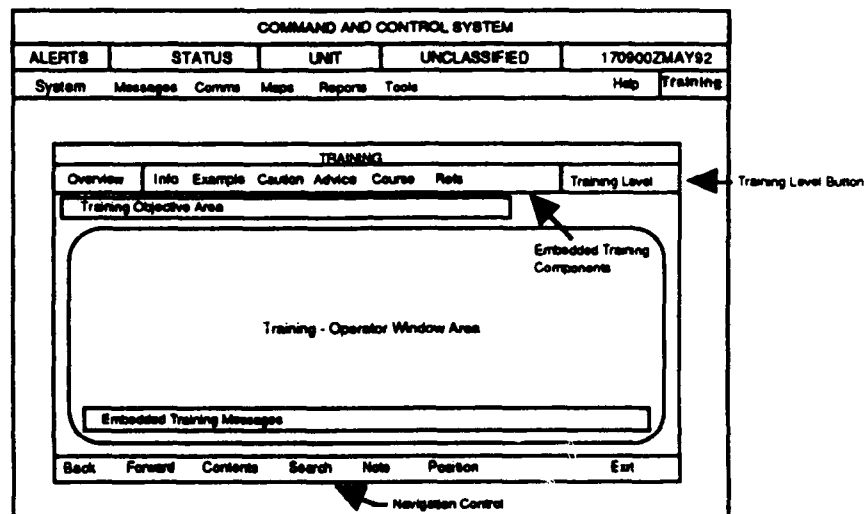 COMMAND AND CONTROL SYSTEM
ALERTS STATUS UNIT UNCLASSIFIED 170900ZMAY92
System Messages Comms Maps Reports Tools Help Training
TRAINING
Overview Info Example Caution Advice Course Refs Training Level
Training Level Button
Training Objective Area
Embedded Training
Components
Training - Operator Window Area
Embedded Training Messages
Back Forward Contents Search Note Position Exit
Navigation Control